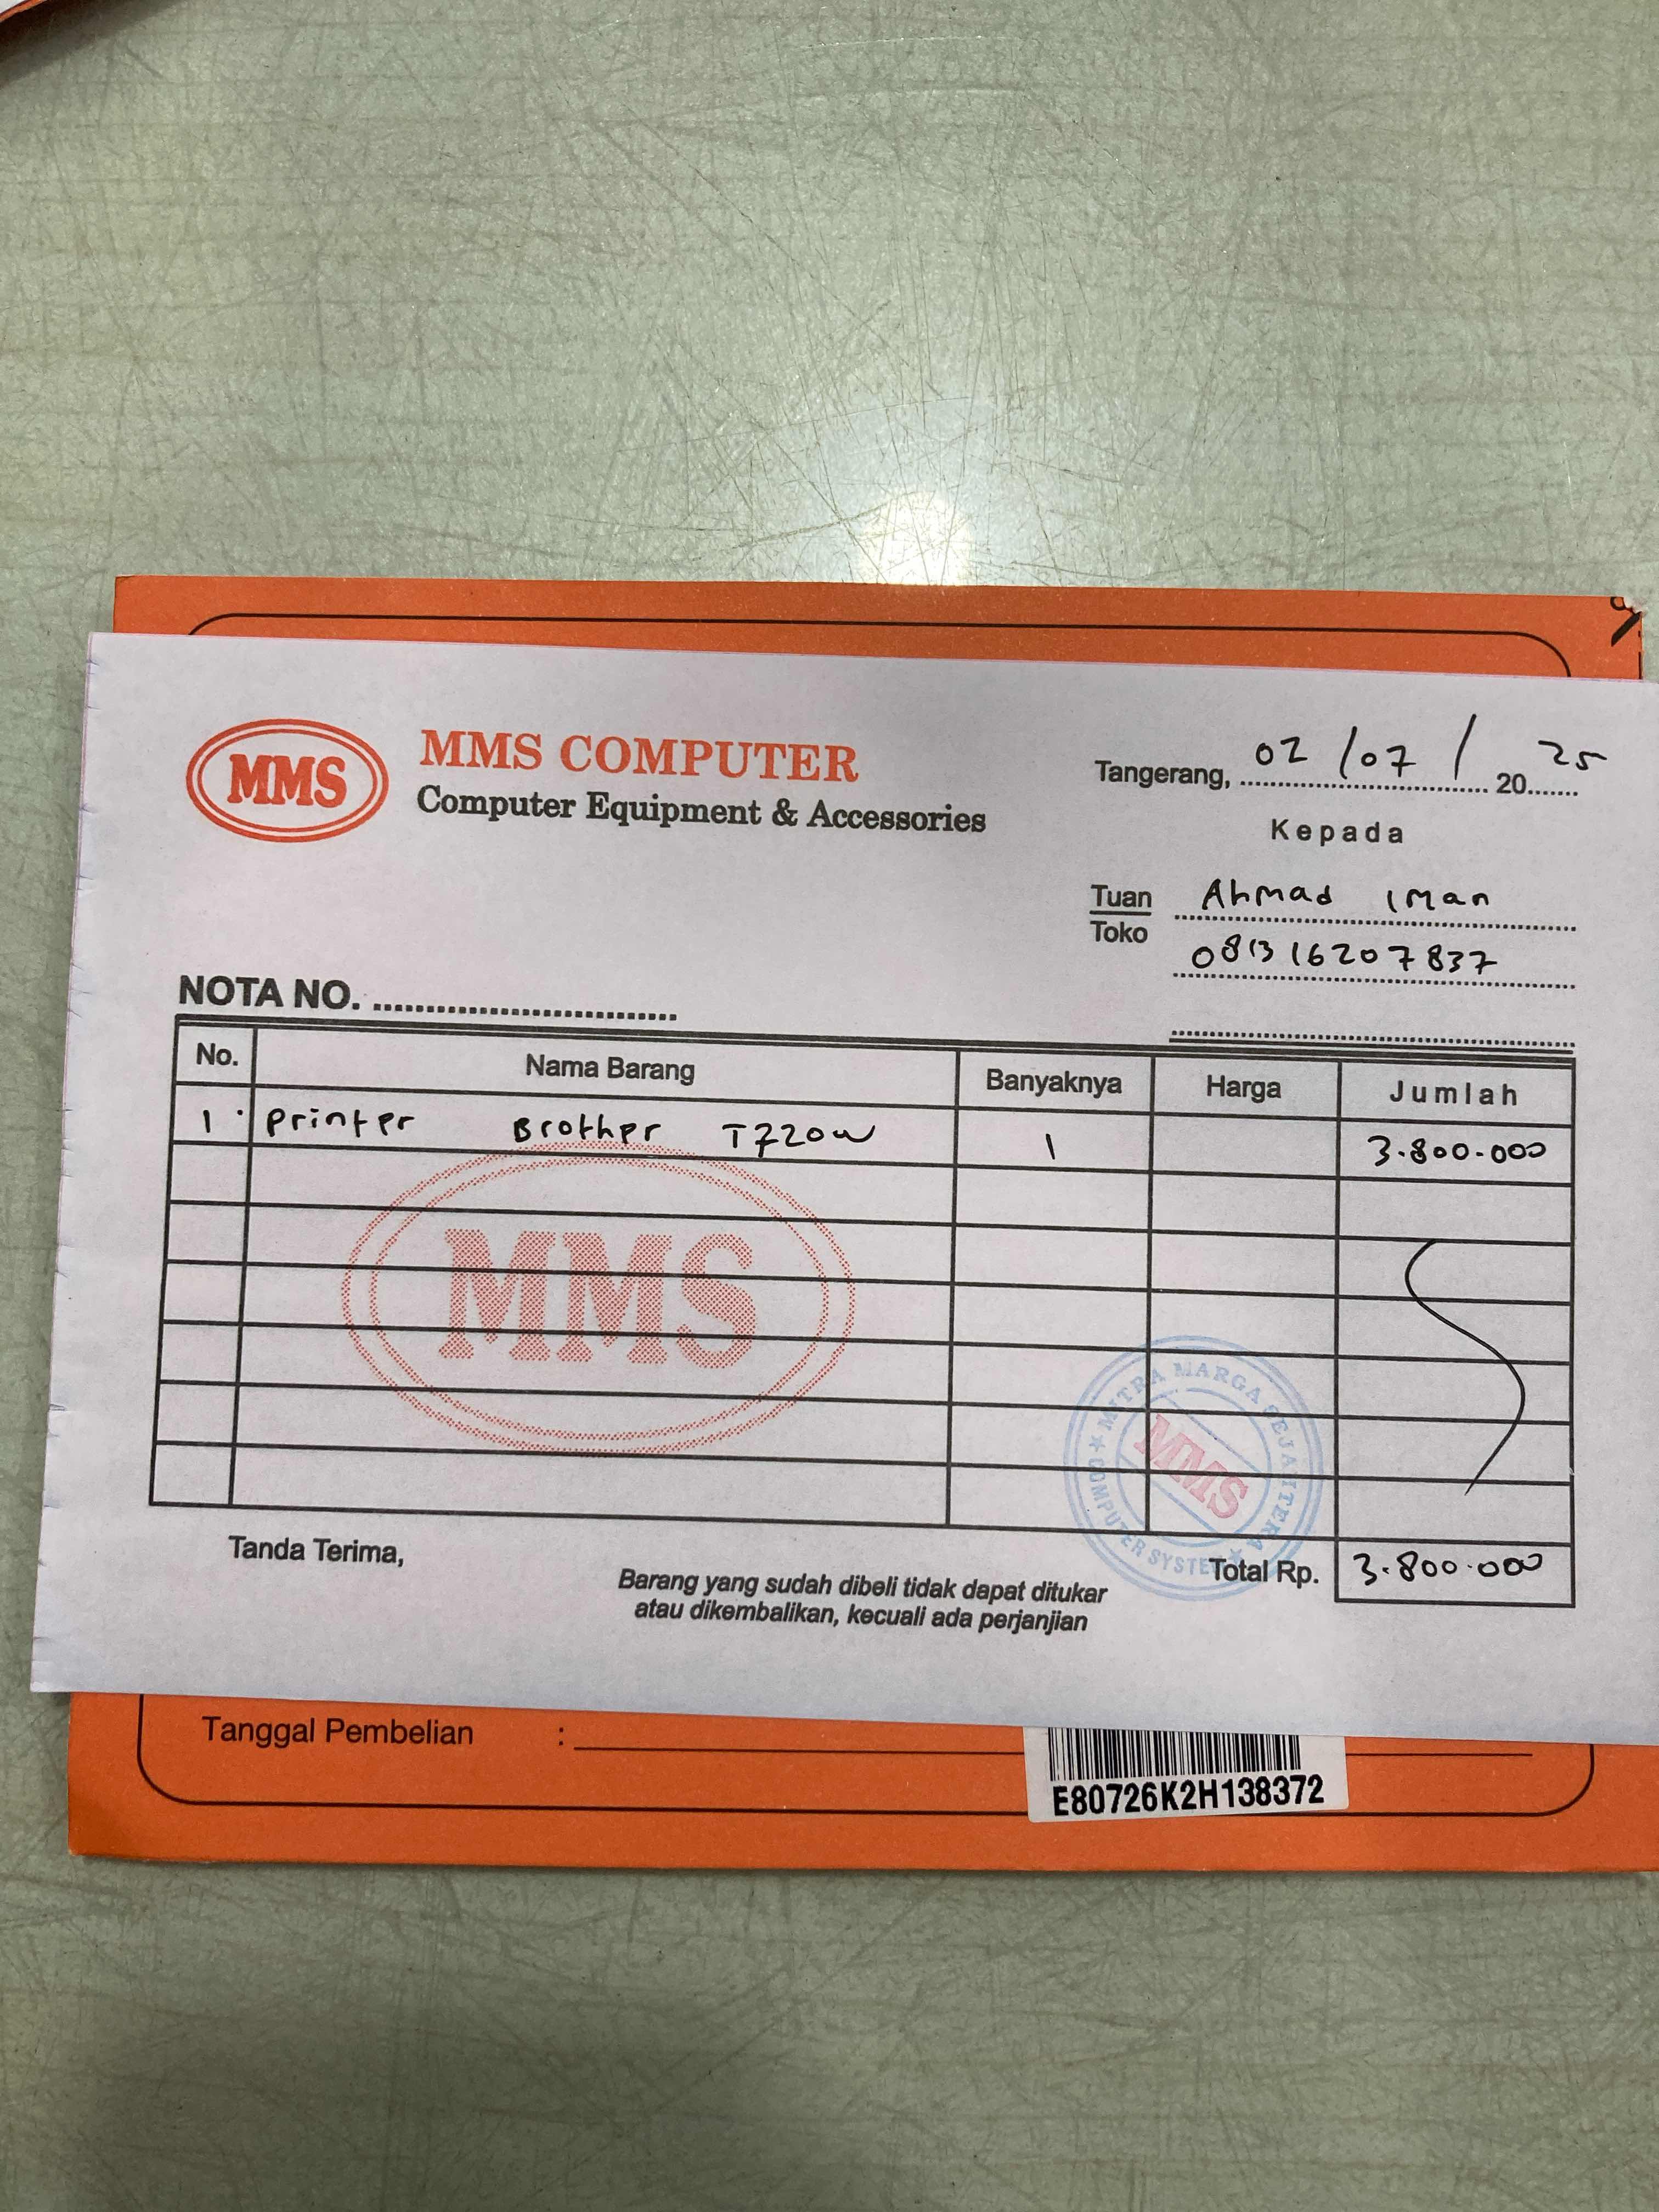 MMS
MMS COMPUTER
Computer Equipment & Accessories
Tangerang, 02/07/ 20 25
Kepada
Tuan Ahmad Iman
Toko 081316207837
NOTA NO.
No. Nama Barang Banyaknya Harga Jumlah
1. Printer Brother T720W 1 3.800.000
MMS
MITRA MARGA SEJAHTERA
MMS
COMPUTER SYSTEM
Total Rp. 3.800.000
Tanda Terima,
Barang yang sudah dibeli tidak dapat ditukar
atau dikembalikan, kecuali ada perjanjian
Tanggal Pembelian :
E80726K2H138372